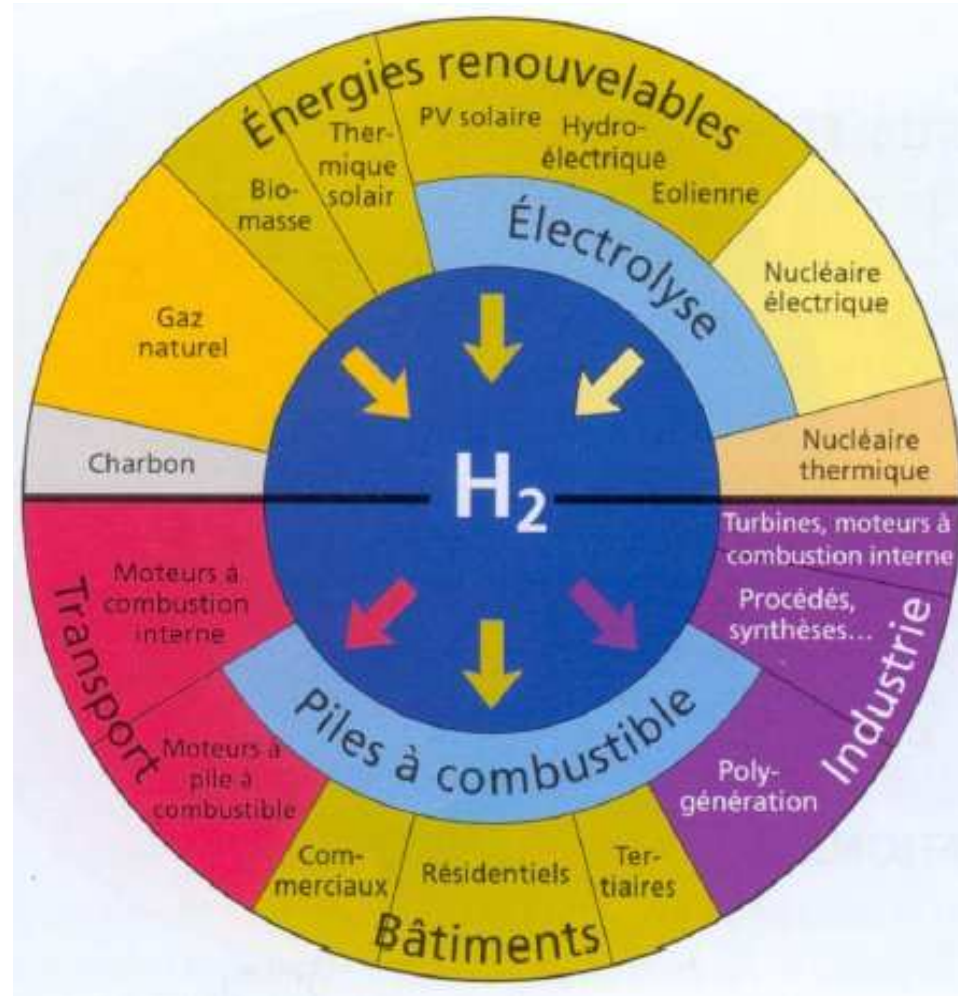 Énergies renouvelables
PV solaire
Hydro-
électrique
Eolienne
Ther-
mique
solair
Bio-
masse
Électrolyse
Nucléaire
électrique
Gaz
naturel
Nucléaire
thermique
Charbon
H2
Turbines, moteurs à
combustion interne
Procédés,
synthèses...
Industrie
Poly-
génération
Transport
Moteurs à
combustion
interne
Moteurs à
pile à
combustible
Piles à combustible
Com-
merciaux
Résidentiels
Ter-
tiaires
Bâtiments